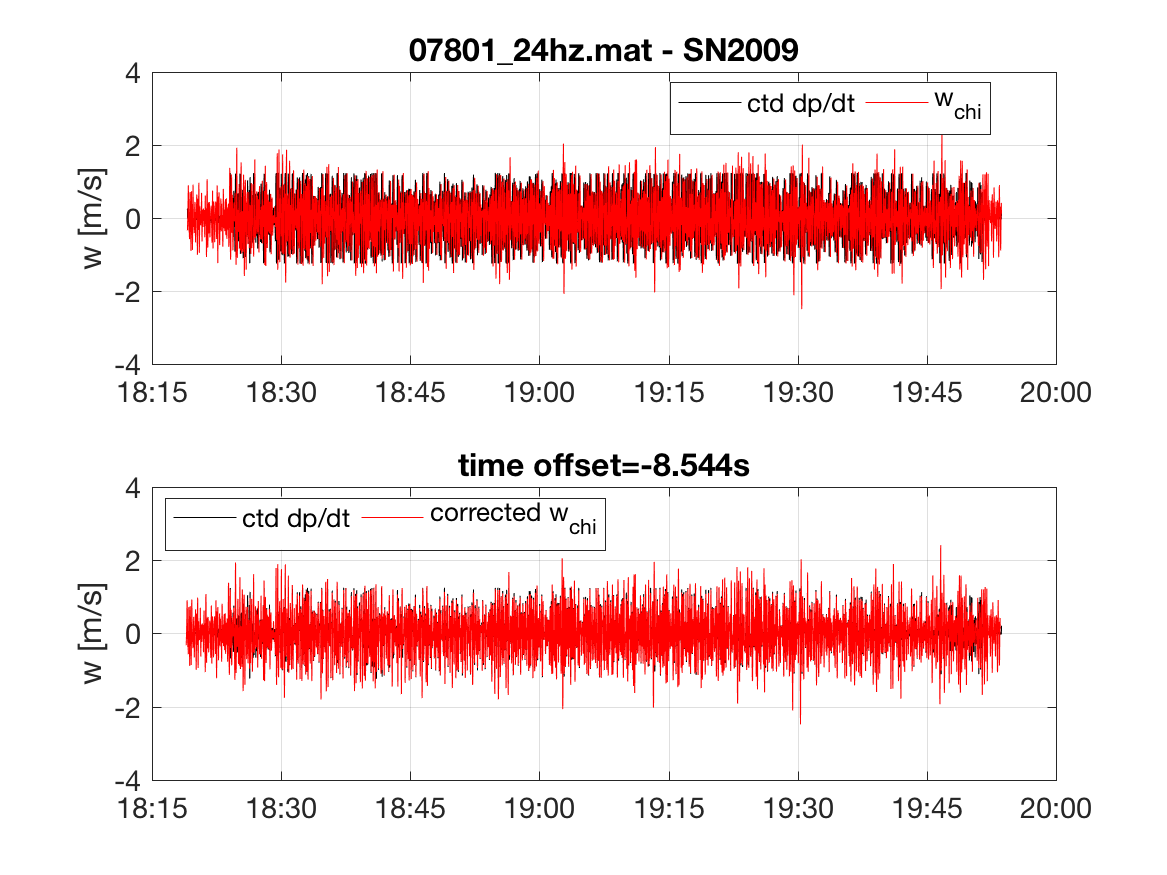 07801_24hz.mat - SN2009
ctd dp/dt w_chi
w [m/s]
4
2
0
-2
-4
18:15 18:30 18:45 19:00 19:15 19:30 19:45 20:00
time offset=-8.544s
ctd dp/dt corrected w_chi
w [m/s]
4
2
0
-2
-4
18:15 18:30 18:45 19:00 19:15 19:30 19:45 20:00